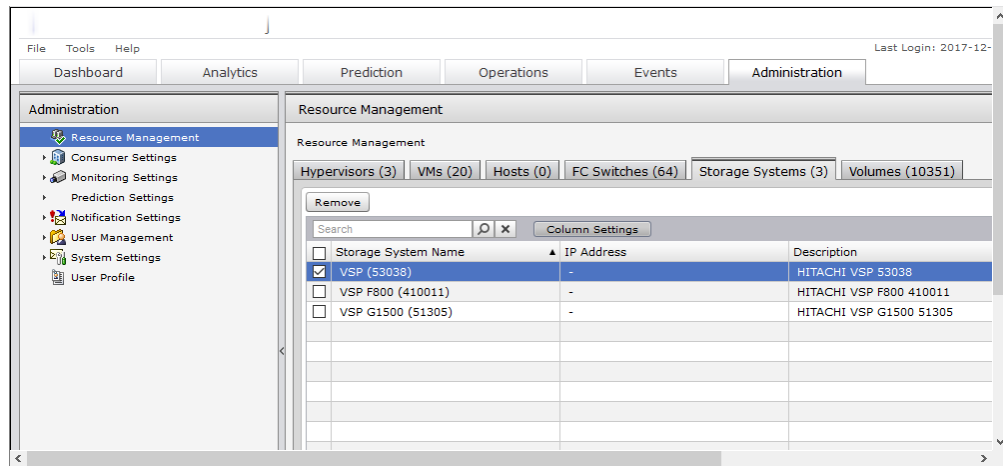 File Tools Help
Last Login: 2017-12-
Dashboard Analytics Prediction Operations Events Administration
Administration
Resource Management
Consumer Settings
Monitoring Settings
Prediction Settings
Notification Settings
User Management
System Settings
User Profile
Resource Management
Resource Management
Hypervisors (3) VMs (20) Hosts (0) FC Switches (64) Storage Systems (3) Volumes (10351)
Remove
Search Column Settings
Storage System Name IP Address Description
VSP (53038) - HITACHI VSP 53038
VSP F800 (410011) - HITACHI VSP F800 410011
VSP G1500 (51305) - HITACHI VSP G1500 51305